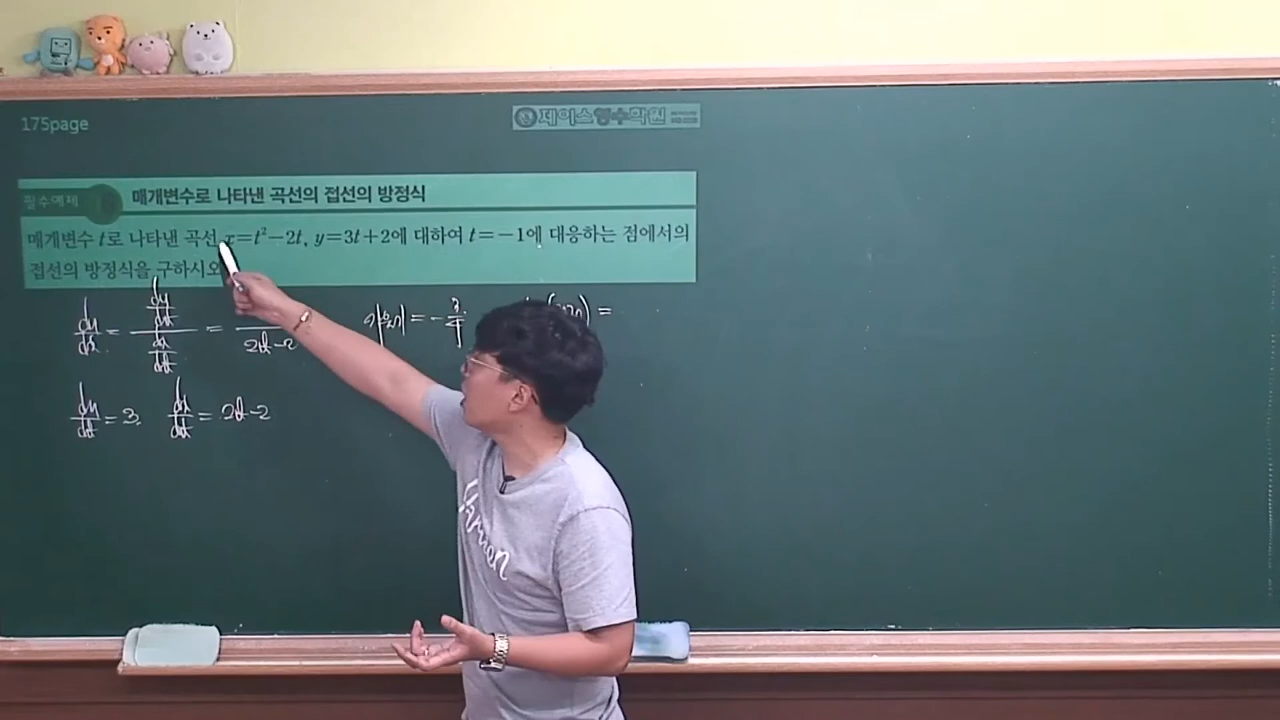 175page
제이스영수학원
필수예제
매개변수로 나타낸 곡선의 접선의 방정식
매개변수 t로 나타낸 곡선 x=t²-2t, y=3t+2에 대하여 t=-1에 대응하는 점에서의
접선의 방정식을 구하시오
dy/dx = (dy/dt)/(dx/dt) = /(2t-2) 기울기 = -3/4 =
dy/dt = 3. dx/dt = 2t-2